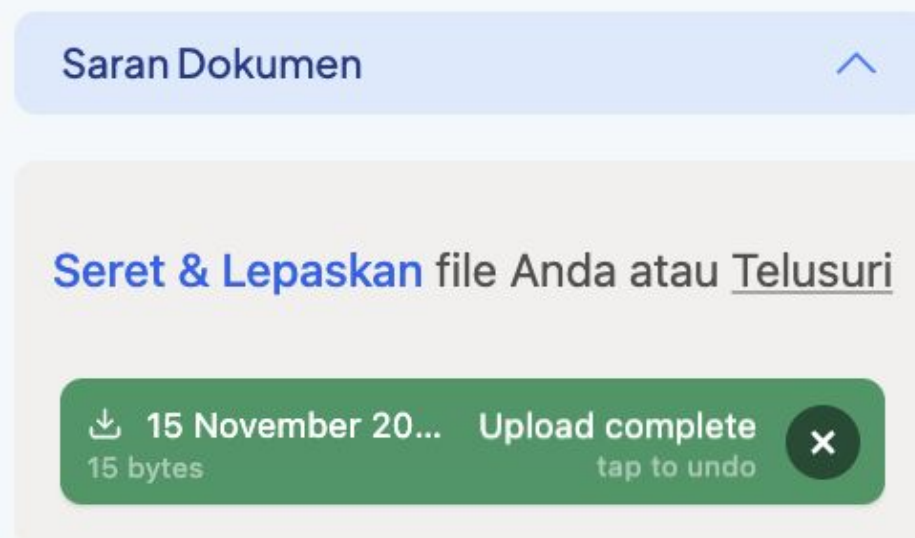 Saran Dokumen
Seret & Lepaskan file Anda atau Telusuri
15 November 20... Upload complete
15 bytes tap to undo